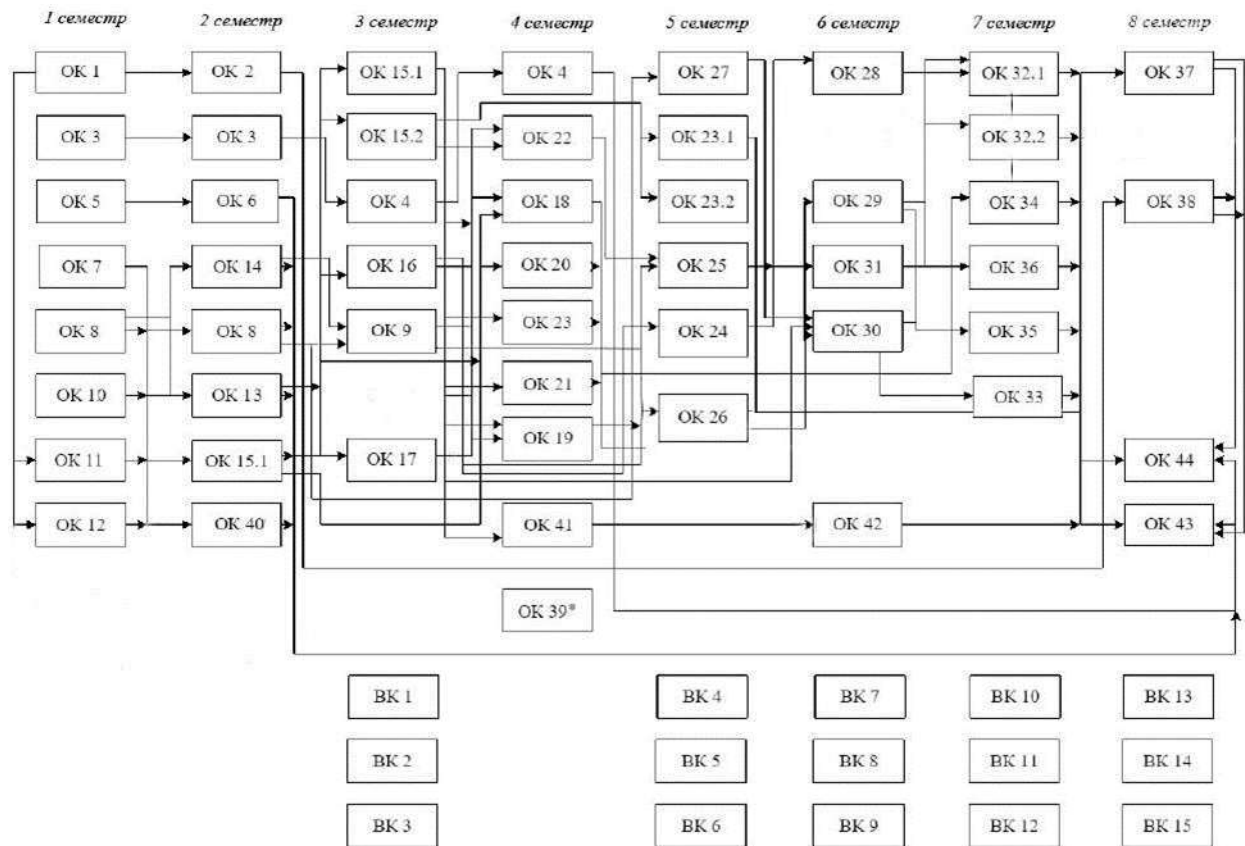 1 семестр 2 семестр 3 семестр 4 семестр 5 семестр 6 семестр 7 семестр 8 семестр
ОК 1 ОК 2 ОК 15.1 ОК 4 ОК 27 ОК 28 ОК 32.1 ОК 37
ОК 3 ОК 3 ОК 15.2 ОК 22 ОК 23.1 ОК 32.2
ОК 5 ОК 6 ОК 4 ОК 18 ОК 23.2 ОК 29 ОК 34 ОК 38
ОК 7 ОК 14 ОК 16 ОК 20 ОК 25 ОК 31 ОК 36
ОК 8 ОК 8 ОК 9 ОК 23 ОК 24 ОК 30 ОК 35
ОК 10 ОК 13 ОК 21 ОК 26 ОК 33
ОК 11 ОК 15.1 ОК 17 ОК 19 ОК 44
ОК 12 ОК 40 ОК 41 ОК 42 ОК 43
ОК 39*
ВК 1 ВК 4 ВК 7 ВК 10 ВК 13
ВК 2 ВК 5 ВК 8 ВК 11 ВК 14
ВК 3 ВК 6 ВК 9 ВК 12 ВК 15